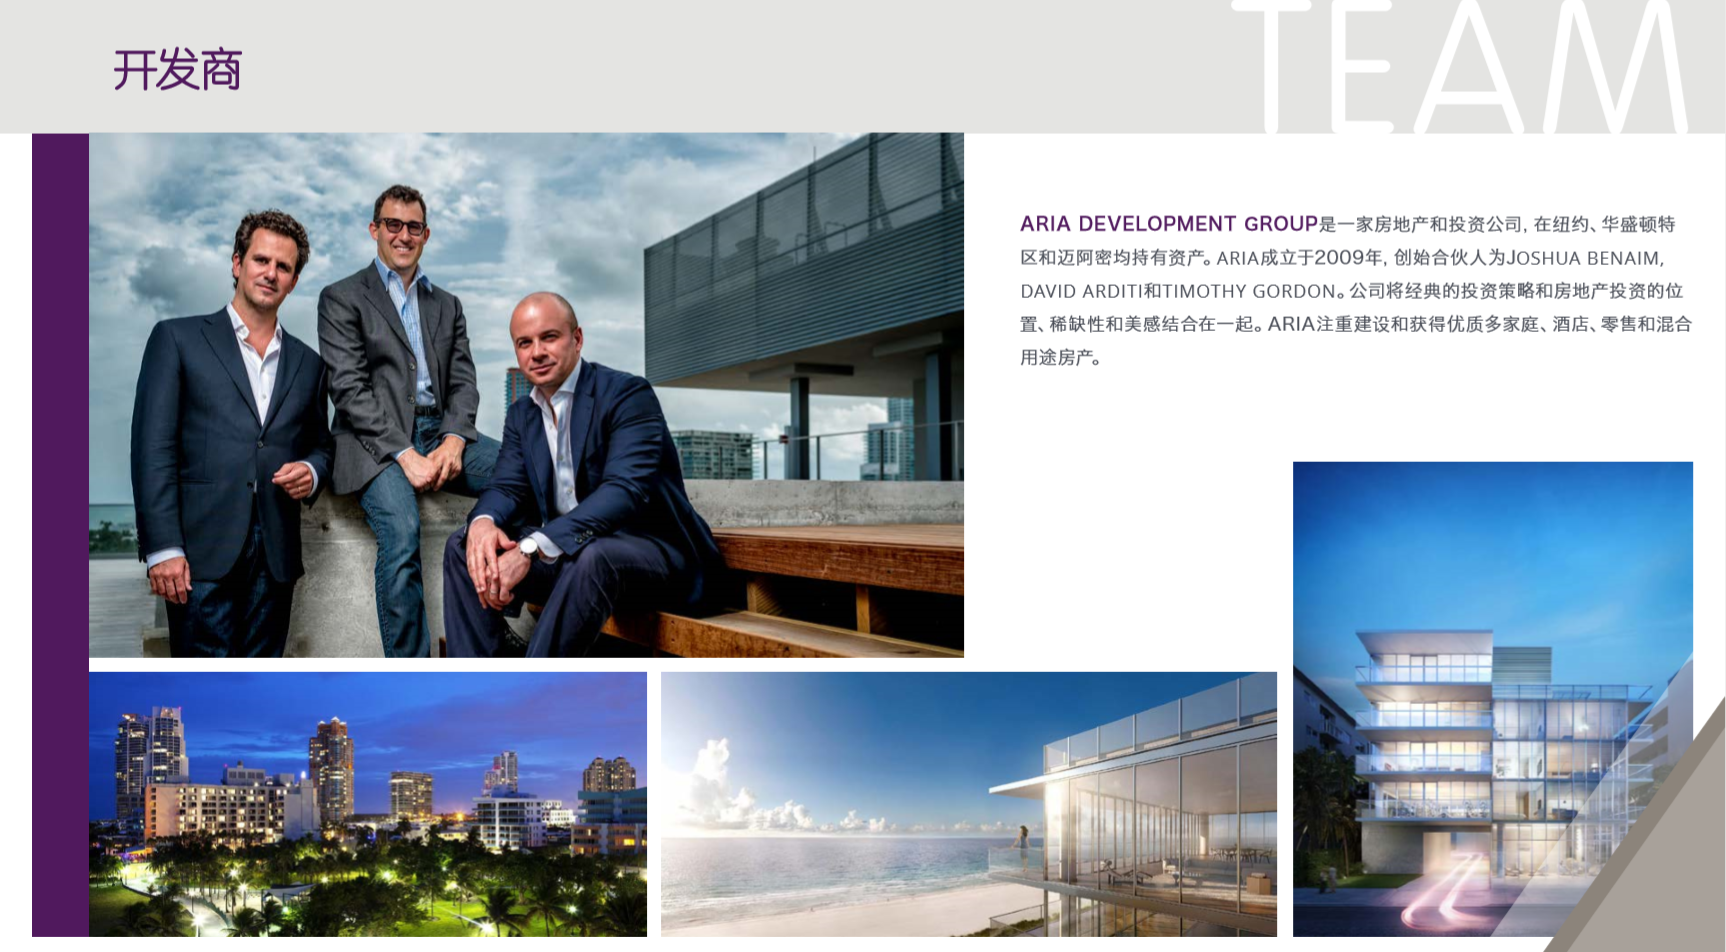 TEAM
开发商
ARIA DEVELOPMENT GROUP是一家房地产和投资公司, 在纽约、华盛顿特
区和迈阿密均持有资产。ARIA成立于2009年, 创始合伙人为JOSHUA BENAIM,
DAVID ARDITI和TIMOTHY GORDON。公司将经典的投资策略和房地产投资的位
置、稀缺性和美感结合在一起。ARIA注重建设和获得优质多家庭、酒店、零售和混合
用途房产。